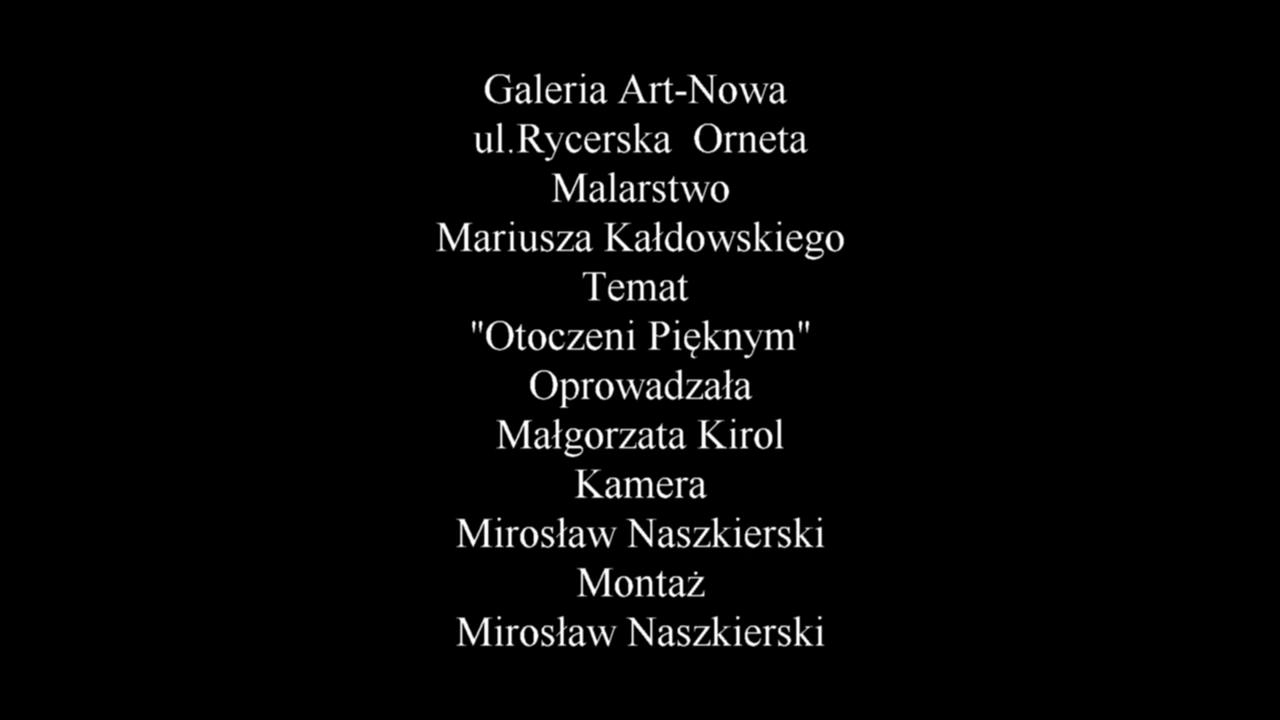 Galeria Art-Nowa
ul.Rycerska  Orneta
Malarstwo
Mariusza Kałdowskiego
Temat
"Otoczeni Pięknym"
Oprowadzała
Małgorzata Kirol
Kamera
Mirosław Naszkierski
Montaż
Mirosław Naszkierski